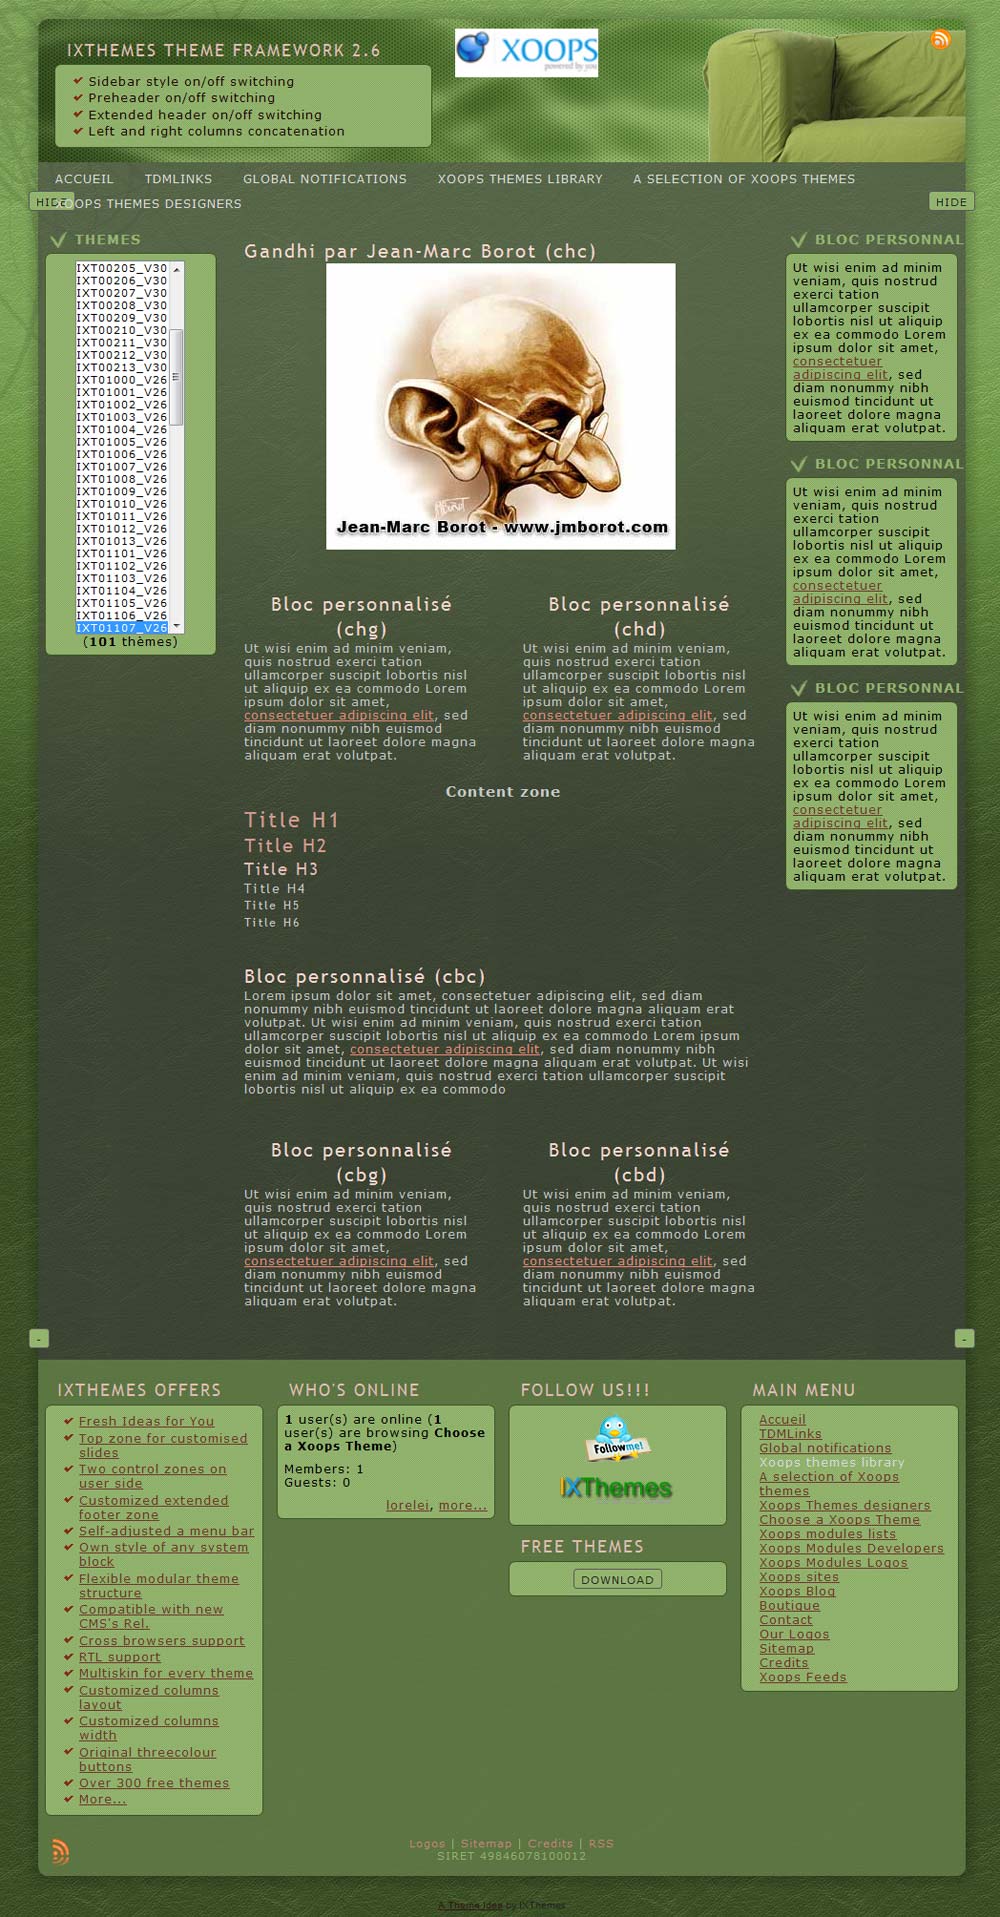 IXTHEMES THEME FRAMEWORK 2.6
Sidebar style on/off switching
Preheader on/off switching
Extended header on/off switching
Left and right columns concatenation
XOOPS
powered by you
ACCUEIL TDMLINKS GLOBAL NOTIFICATIONS XOOPS THEMES LIBRARY A SELECTION OF XOOPS THEMES
XOOPS THEMES DESIGNERS
HIDE
HIDE
THEMES
IXT00205_V30
IXT00206_V30
IXT00207_V30
IXT00208_V30
IXT00209_V30
IXT00210_V30
IXT00211_V30
IXT00212_V30
IXT00213_V30
IXT01000_V26
IXT01001_V26
IXT01002_V26
IXT01003_V26
IXT01004_V26
IXT01005_V26
IXT01006_V26
IXT01007_V26
IXT01008_V26
IXT01009_V26
IXT01010_V26
IXT01011_V26
IXT01012_V26
IXT01013_V26
IXT01101_V26
IXT01102_V26
IXT01103_V26
IXT01104_V26
IXT01105_V26
IXT01106_V26
IXT01107_V26
(101 thèmes)
Gandhi par Jean-Marc Borot (chc)
JMBorot
Jean-Marc Borot - www.jmborot.com
Bloc personnalisé
(chg)
Ut wisi enim ad minim veniam,
quis nostrud exerci tation
ullamcorper suscipit lobortis nisl
ut aliquip ex ea commodo Lorem
ipsum dolor sit amet,
consectetuer adipiscing elit, sed
diam nonummy nibh euismod
tincidunt ut laoreet dolore magna
aliquam erat volutpat.
Bloc personnalisé
(chd)
Ut wisi enim ad minim veniam,
quis nostrud exerci tation
ullamcorper suscipit lobortis nisl
ut aliquip ex ea commodo Lorem
ipsum dolor sit amet,
consectetuer adipiscing elit, sed
diam nonummy nibh euismod
tincidunt ut laoreet dolore magna
aliquam erat volutpat.
Content zone
Title H1
Title H2
Title H3
Title H4
Title H5
Title H6
Bloc personnalisé (cbc)
Lorem ipsum dolor sit amet, consectetuer adipiscing elit, sed diam
nonummy nibh euismod tincidunt ut laoreet dolore magna aliquam erat
volutpat. Ut wisi enim ad minim veniam, quis nostrud exerci tation
ullamcorper suscipit lobortis nisl ut aliquip ex ea commodo Lorem ipsum
dolor sit amet, consectetuer adipiscing elit, sed diam nonummy nibh
euismod tincidunt ut laoreet dolore magna aliquam erat volutpat. Ut wisi
enim ad minim veniam, quis nostrud exerci tation ullamcorper suscipit
lobortis nisl ut aliquip ex ea commodo
Bloc personnalisé
(cbg)
Ut wisi enim ad minim veniam,
quis nostrud exerci tation
ullamcorper suscipit lobortis nisl
ut aliquip ex ea commodo Lorem
ipsum dolor sit amet,
consectetuer adipiscing elit, sed
diam nonummy nibh euismod
tincidunt ut laoreet dolore magna
aliquam erat volutpat.
Bloc personnalisé
(cbd)
Ut wisi enim ad minim veniam,
quis nostrud exerci tation
ullamcorper suscipit lobortis nisl
ut aliquip ex ea commodo Lorem
ipsum dolor sit amet,
consectetuer adipiscing elit, sed
diam nonummy nibh euismod
tincidunt ut laoreet dolore magna
aliquam erat volutpat.
BLOC PERSONNAL
Ut wisi enim ad minim
veniam, quis nostrud
exerci tation
ullamcorper suscipit
lobortis nisl ut aliquip
ex ea commodo Lorem
ipsum dolor sit amet,
consectetuer
adipiscing elit, sed
diam nonummy nibh
euismod tincidunt ut
laoreet dolore magna
aliquam erat volutpat.
BLOC PERSONNAL
Ut wisi enim ad minim
veniam, quis nostrud
exerci tation
ullamcorper suscipit
lobortis nisl ut aliquip
ex ea commodo Lorem
ipsum dolor sit amet,
consectetuer
adipiscing elit, sed
diam nonummy nibh
euismod tincidunt ut
laoreet dolore magna
aliquam erat volutpat.
BLOC PERSONNAL
Ut wisi enim ad minim
veniam, quis nostrud
exerci tation
ullamcorper suscipit
lobortis nisl ut aliquip
ex ea commodo Lorem
ipsum dolor sit amet,
consectetuer
adipiscing elit, sed
diam nonummy nibh
euismod tincidunt ut
laoreet dolore magna
aliquam erat volutpat.
-
-
IXTHEMES OFFERS
Fresh Ideas for You
Top zone for customised
slides
Two control zones on
user side
Customized extended
footer zone
Self-adjusted a menu bar
Own style of any system
block
Flexible modular theme
structure
Compatible with new
CMS's Rel.
Cross browsers support
RTL support
Multiskin for every theme
Customized columns
layout
Customized columns
width
Original threecolour
buttons
Over 300 free themes
More...
WHO'S ONLINE
1 user(s) are online (1
user(s) are browsing Choose
a Xoops Theme)
Members: 1
Guests: 0
lorelei, more...
FOLLOW US!!!
Followme!
IXThemes
FREE THEMES
DOWNLOAD
MAIN MENU
Accueil
TDMLinks
Global notifications
Xoops themes library
A selection of Xoops
themes
Xoops Themes designers
Choose a Xoops Theme
Xoops modules lists
Xoops Modules Developers
Xoops Modules Logos
Xoops sites
Xoops Blog
Boutique
Contact
Our Logos
Sitemap
Credits
Xoops Feeds
Logos | Sitemap | Credits | RSS
SIRET 49846078100012
A Theme Idea by IXThemes